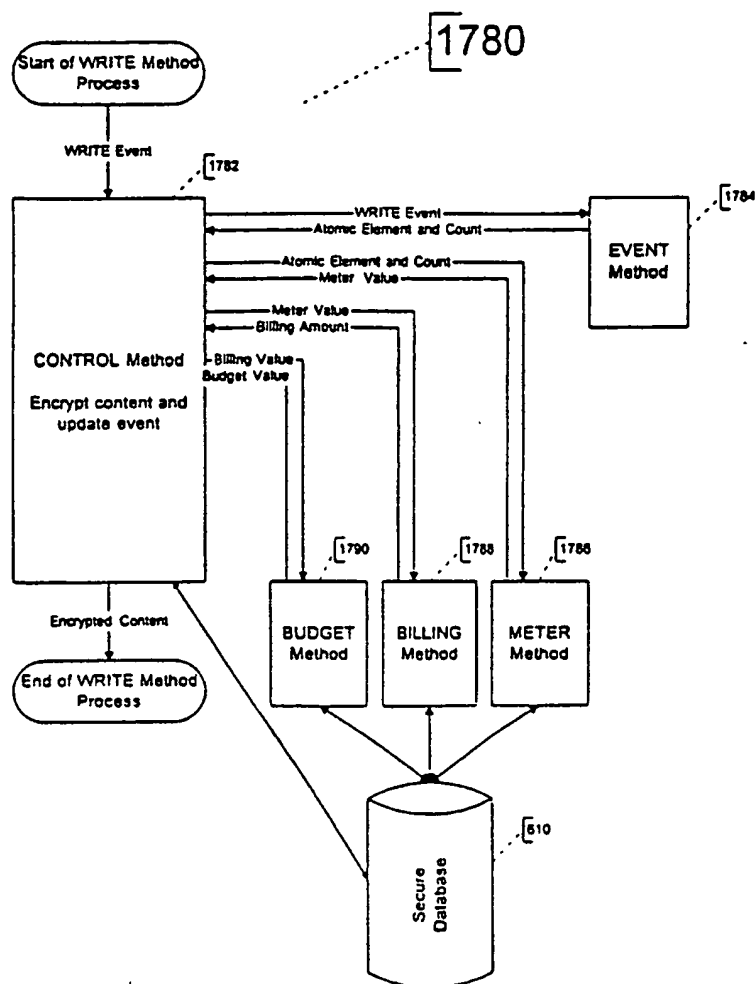 1780
Start of WRITE Method
Process
WRITE Event
1782
WRITE Event
Atomic Element and Count
1784
EVENT
Method
Atomic Element and Count
Meter Value
Meter Value
Billing Amount
CONTROL Method
Encrypt content and
update event
Billing Value
Budget Value
1790
1788
1786
Encrypted Content
BUDGET
Method
BILLING
Method
METER
Method
End of WRITE Method
Process
610
Secure
Database